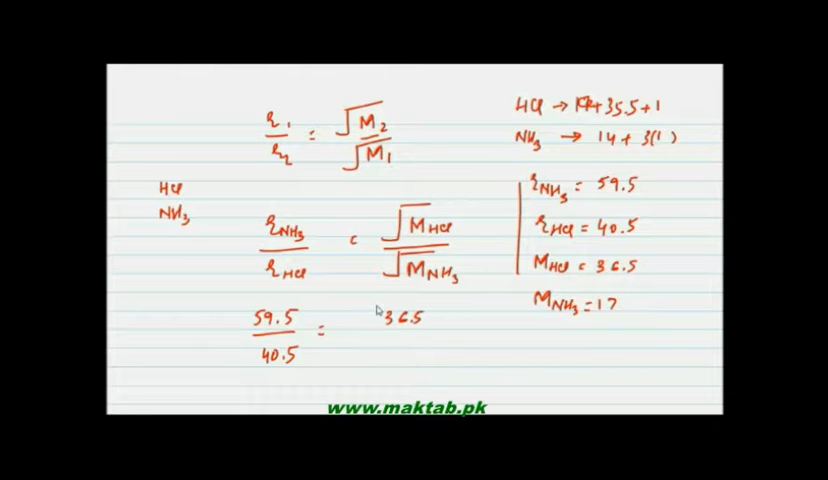 r₁/r₂ = √M₂/√M₁
HCl → + 35.5 + 1
NH₃ → 14 + 3(1)
HCl
NH₃
r_NH₃/r_HCl = √M_HCl/√M_NH₃
r_NH₃ = 59.5
r_HCl = 40.5
M_HCl = 36.5
M_NH₃ = 17
59.5/40.5 = 36.5
www.maktab.pk